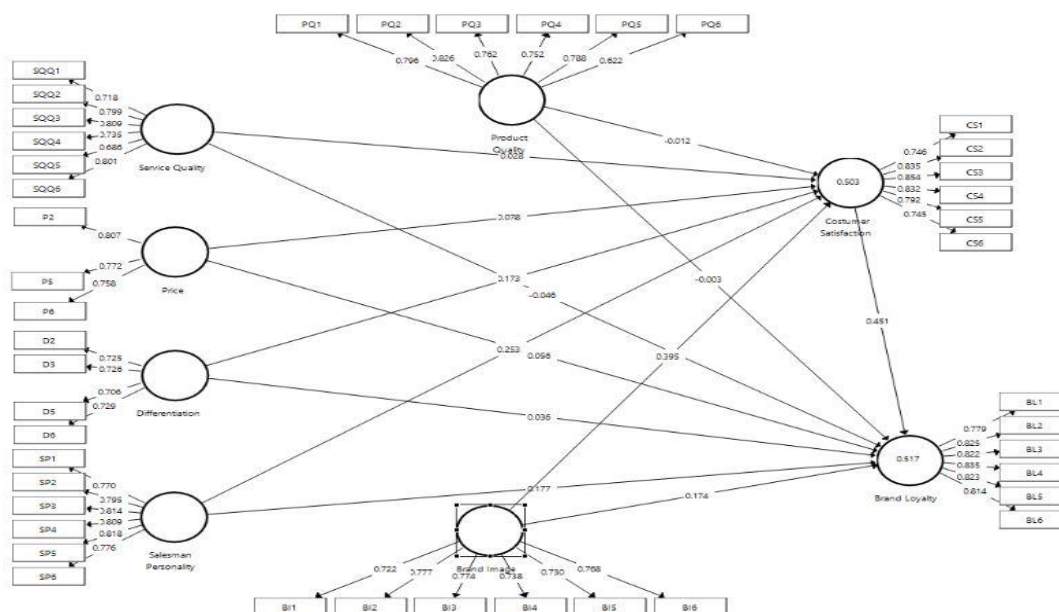 PQ1 PQ2 PQ3 PQ4 PQ5 PQ6
0.796 0.826 0.762 0.752 0.788 0.622
Product
Quality
SQQ1
SQQ2
SQQ3
SQQ4
SQQ5
SQQ6
0.718
0.799
0.809
0.735
0.686
0.801
Service Quality
P2
P5
P6
0.807
0.772
0.758
Price
D2
D3
D5
D6
0.725
0.726
0.706
0.729
Differentiation
SP1
SP2
SP3
SP4
SP5
SP6
0.770
0.795
0.814
0.809
0.818
0.776
Salesman
Personality
-0.012
0.028
0.078
0.173
-0.046
-0.003
0.253
0.056
0.395
0.036
0.177
0.174
0.451
CS1
CS2
CS3
CS4
CS5
CS6
0.746
0.835
0.854
0.832
0.792
0.745
0.503
Costumer
Satisfaction
BL1
BL2
BL3
BL4
BL5
BL6
0.779
0.825
0.822
0.835
0.823
0.814
0.517
Brand Loyalty
Brand Image
0.722 0.777 0.774 0.738 0.730 0.768
BI1 BI2 BI3 BI4 BI5 BI6